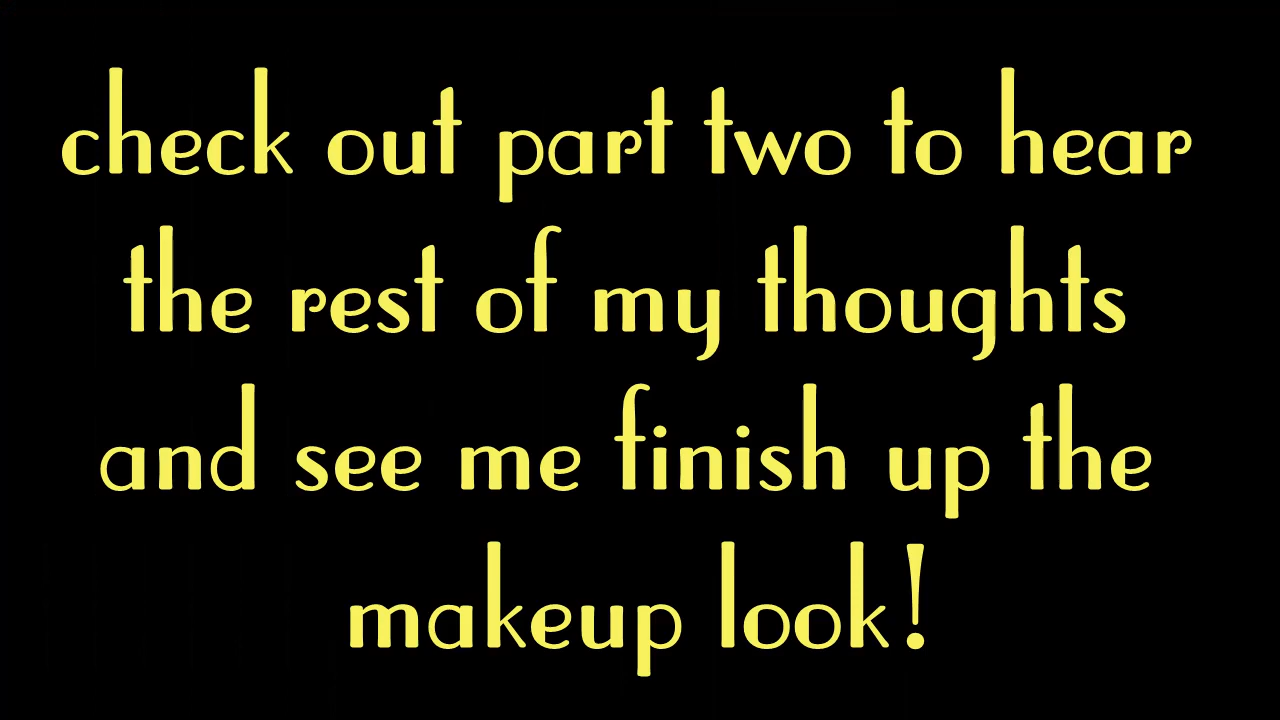 check out part two to hear
the rest of my thoughts
and see me finish up the
makeup look!